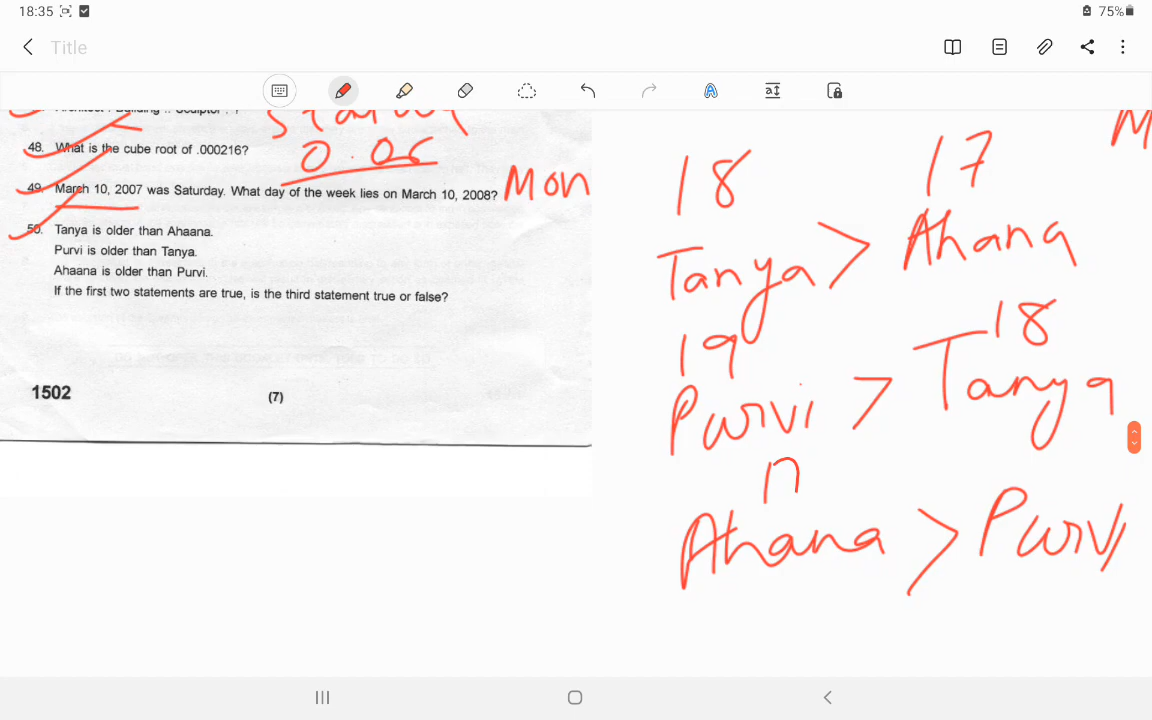 18:35
75%
Title
48. What is the cube root of .000216?
0.06
49. March 10, 2007 was Saturday. What day of the week lies on March 10, 2008? Mon
50. Tanya is older than Ahaana.
Purvi is older than Tanya.
Ahaana is older than Purvi.
If the first two statements are true, is the third statement true or false?
1502
(7)
18 17
Tanya > Ahana
19 18
Purvi > Tanya
Ahana > Purvi